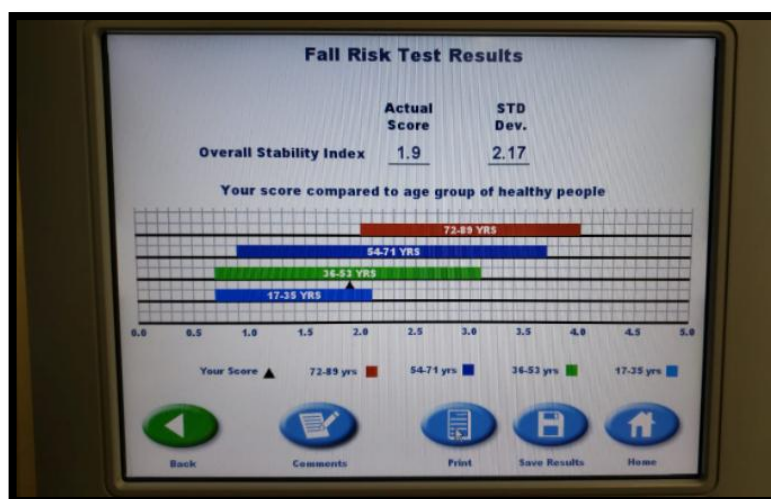 Fall Risk Test Results
Actual Score STD Dev.
Overall Stability Index 1.9 2.17
Your score compared to age group of healthy people
72-89 YRS
54-71 YRS
36-53 YRS
17-35 YRS
0.0 0.5 1.0 1.5 2.0 2.5 3.0 3.5 4.0 4.5 5.0
Your Score 72-89 yrs 54-71 yrs 36-53 yrs 17-35 yrs
Back Comments Print Save Results Home